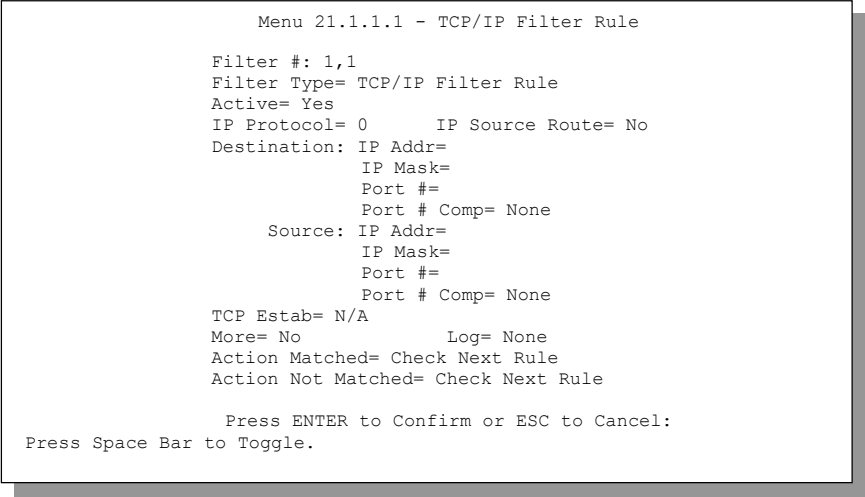 Menu 21.1.1.1 - TCP/IP Filter Rule
Filter #: 1,1
Filter Type= TCP/IP Filter Rule
Active= Yes
IP Protocol= 0     IP Source Route= No
Destination: IP Addr=
IP Mask=
Port #=
Port # Comp= None
Source: IP Addr=
IP Mask=
Port #=
Port # Comp= None
TCP Estab= N/A
More= No           Log= None
Action Matched= Check Next Rule
Action Not Matched= Check Next Rule
Press ENTER to Confirm or ESC to Cancel:
Press Space Bar to Toggle.